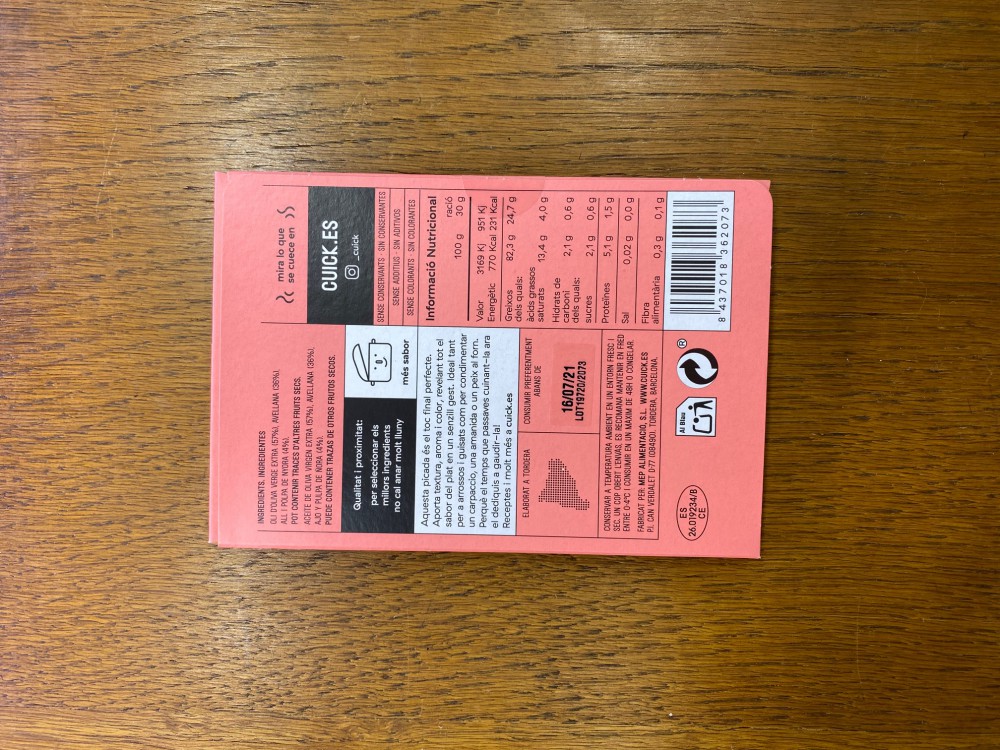 INGREDIENTS. INGREDIENTES
OLI D'OLIVA VERGE EXTRA (57%), AVELLANA (36%),
ALL I POLPA DE NYORA (4%).
POT CONTENIR TRACES D'ALTRES FRUITS SECS.
ACEITE DE OLIVA VIRGEN EXTRA (57%), AVELLANA (36%),
AJO Y PULPA DE ÑORA (4%).
PUEDE CONTENER TRAZAS DE OTROS FRUTOS SECOS.
Qualitat i proximitat:
per seleccionar els
millors ingredients
no cal anar molt lluny
més sabor
Aquesta picada és el toc final perfecte.
Aporta textura, aroma i color, revelant tot el
sabor del plat en un senzill gest. Ideal tant
per a arrossos i guisats com per condimentar
un carpaccio, una amanida o un peix al forn.
Perquè el temps que passaves cuinant-la ara
el dediquis a gaudir-la!
Receptes i molt més a cuick.es
ELABORAT A TORDERA
CONSUMIR PREFERENTMENT
ABANS DE
16/07/21
LOT19720/2073
CONSERVAR A TEMPERATURA AMBIENT EN UN ENTORN FRESC I
SEC. UN COP OBERT L'ENVÀS ES RECOMANA MANTENIR EN FRED
ENTRE 0-4ºC I CONSUMIR EN UN MÀXIM DE 48H O CONGELAR.
FABRICAT PER: MEIP ALIMENTACIÓ, S.L. WWW.CUICK.ES
P.I. CAN VERDALET D-77 (08490). TORDERA, BARCELONA.
ES
26.019234/B
CE
Al Blau
mira lo que
se cuece en
CUICK.ES
_cuick
SENSE CONSERVANTS · SIN CONSERVANTES
SENSE ADDITIUS · SIN ADITIVOS
SENSE COLORANTS · SIN COLORANTES
Informació Nutricional
100 g ració 30 g
Valor 3169 Kj 951 Kj
Energètic 770 Kcal 231 Kcal
Greixos 82,3 g 24,7 g
dels quals:
àcids grassos
saturats 13,4 g 4,0 g
Hidrats de
carboni 2,1 g 0,6 g
dels quals:
sucres 2,1 g 0,6 g
Proteïnes 5,1 g 1,5 g
Sal 0,02 g 0,0 g
Fibra
alimentària 0,3 g 0,1 g
8 437018 362073